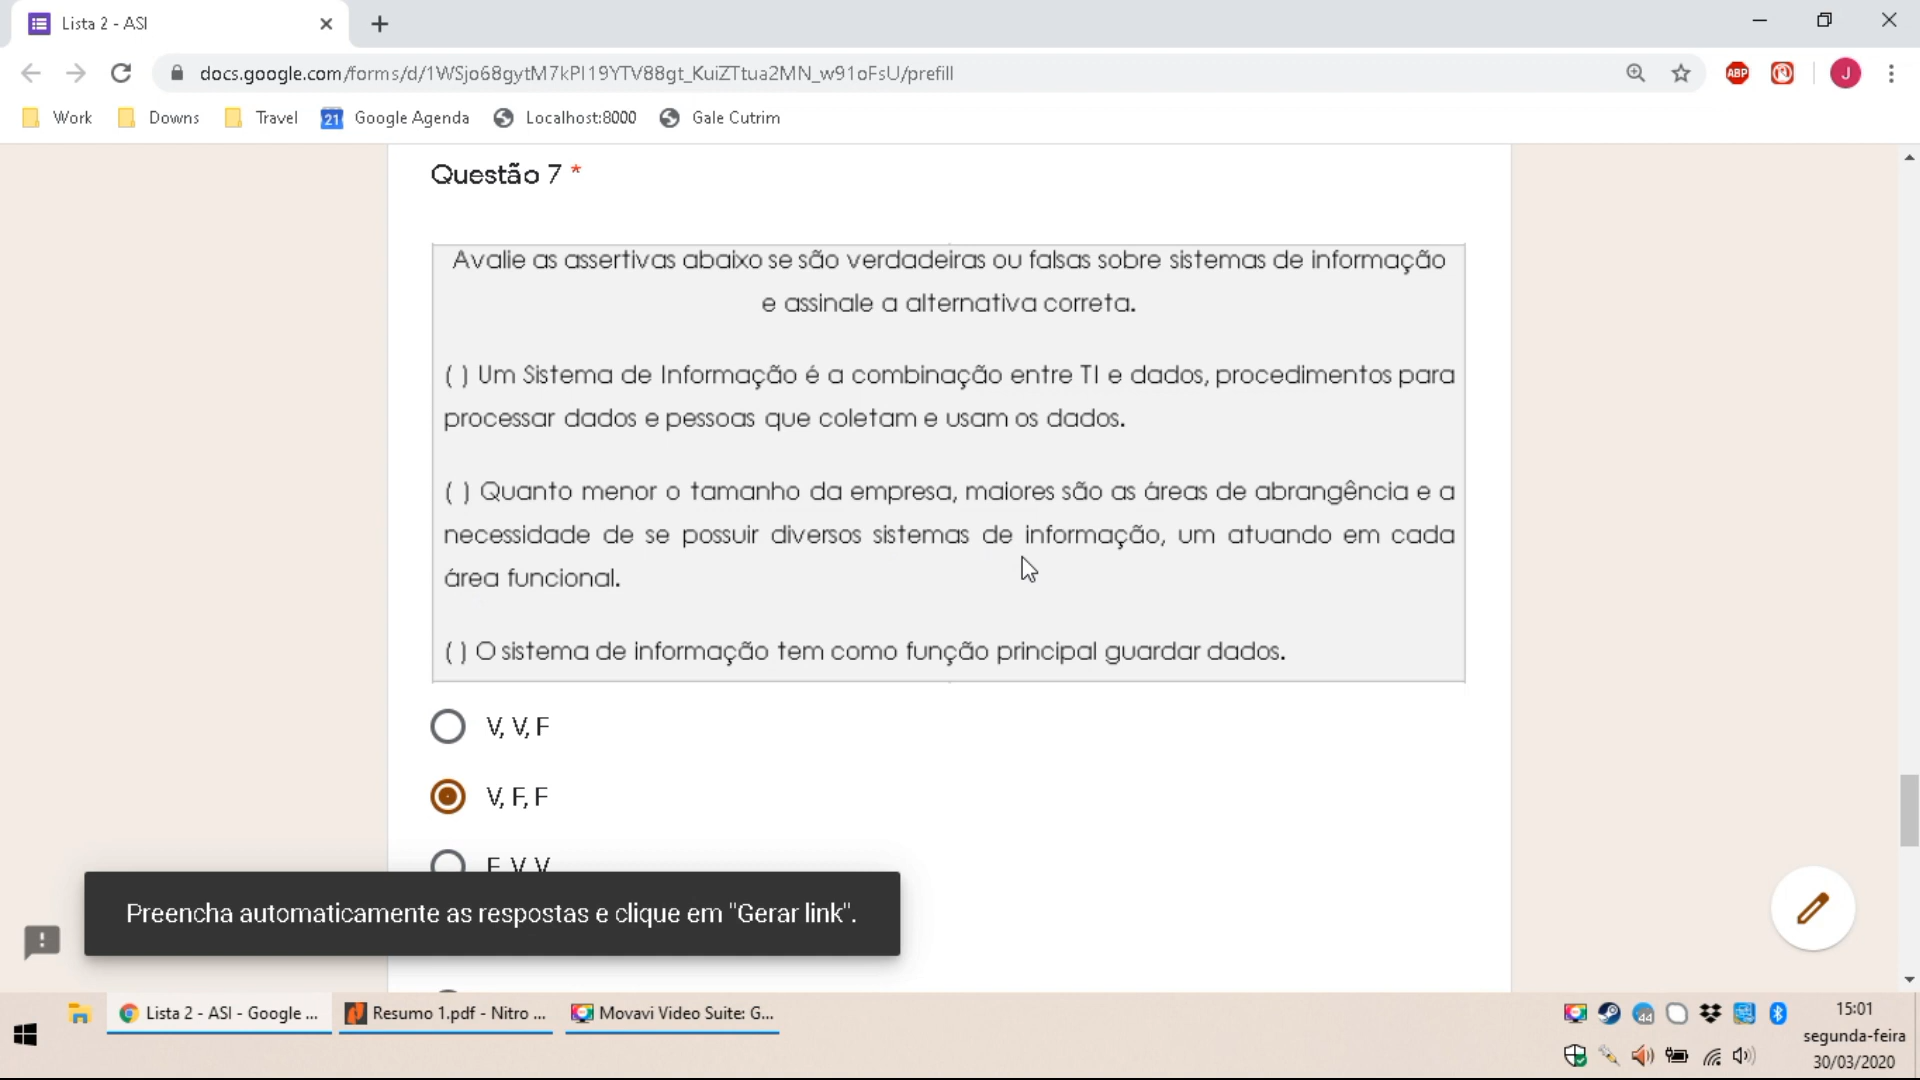 Lista 2 - ASI
docs.google.com/forms/d/1WSjo68gytM7kPI19YTV88gt_KuiZTtua2MN_w91oFsU/prefill
ABP
J
Work
Downs
Travel
21
Google Agenda
Localhost:8000
Gale Cutrim
Questão 7 *
Avalie as assertivas abaixo se são verdadeiras ou falsas sobre sistemas de informação
e assinale a alternativa correta.
( ) Um Sistema de Informação é a combinação entre TI e dados, procedimentos para
processar dados e pessoas que coletam e usam os dados.
( ) Quanto menor o tamanho da empresa, maiores são as áreas de abrangência e a
necessidade de se possuir diversos sistemas de informação, um atuando em cada
área funcional.
( ) O sistema de informação tem como função principal guardar dados.
V, V, F
V, F, F
F, V, V
Preencha automaticamente as respostas e clique em "Gerar link".
Lista 2 - ASI - Google ...
Resumo 1.pdf - Nitro ...
Movavi Video Suite: G...
44
15:01
segunda-feira
30/03/2020